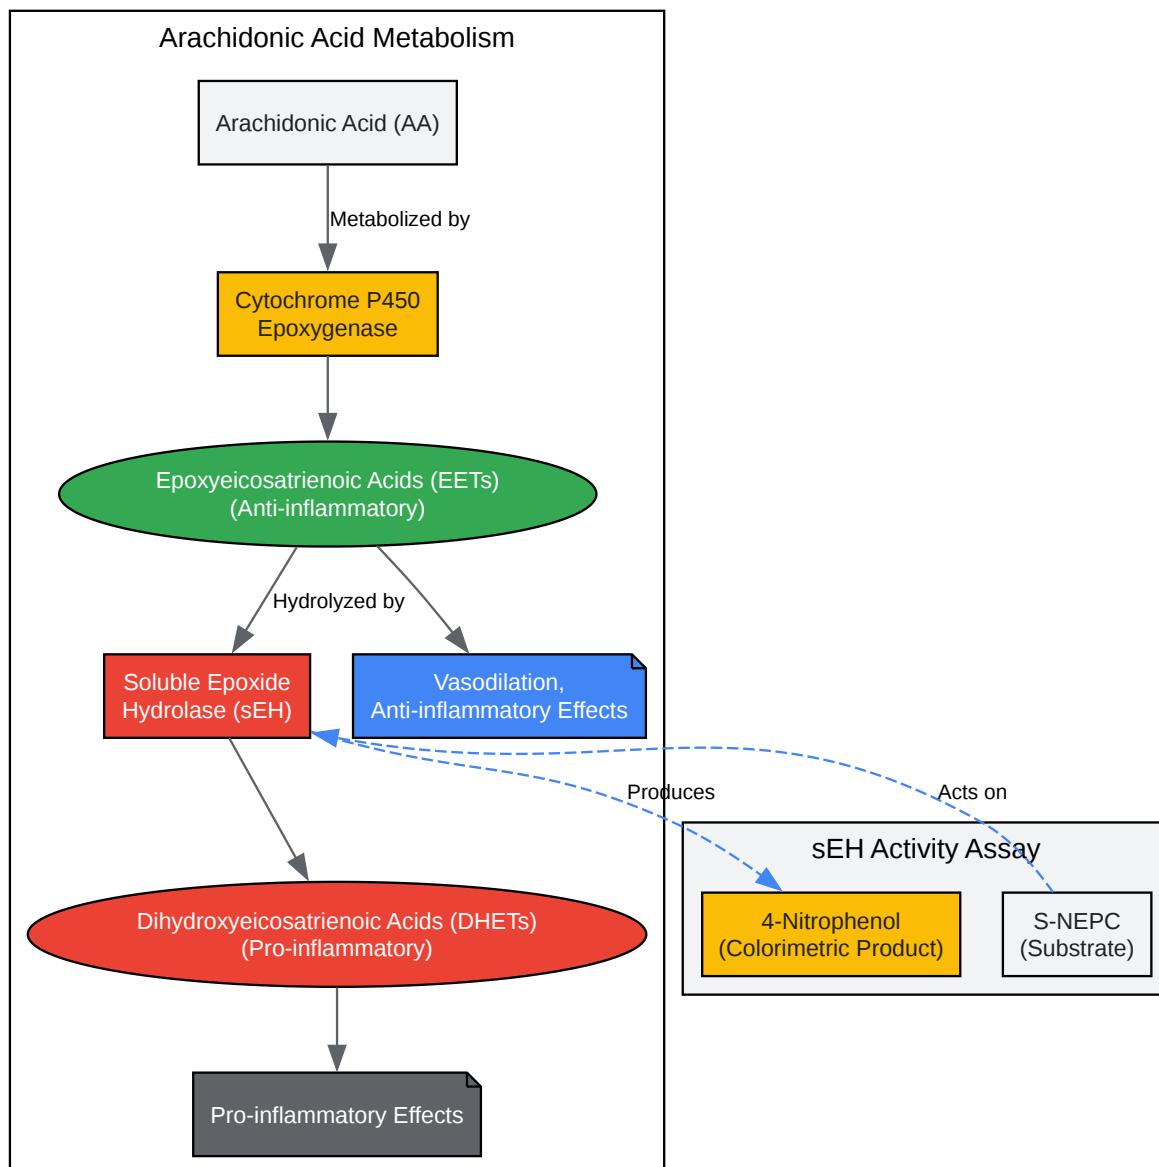 Arachidonic Acid Metabolism
Arachidonic Acid (AA)
Metabolized by
Cytochrome P450
Epoxygenase
Epoxyeicosatrienoic Acids (EETs)
(Anti-inflammatory)
Hydrolyzed by
Soluble Epoxide
Hydrolase (sEH)
Vasodilation,
Anti-inflammatory Effects
Produces
Acts on
sEH Activity Assay
4-Nitrophenol
(Colorimetric Product)
S-NEPC
(Substrate)
Dihydroxyeicosatrienoic Acids (DHETs)
(Pro-inflammatory)
Pro-inflammatory Effects